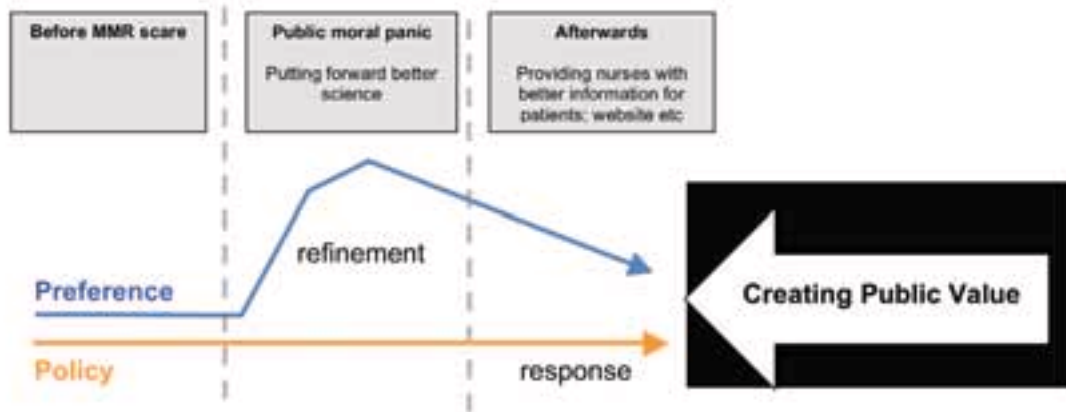 Before MMR scare
Public moral panic
Putting forward better
science
Afterwards
Providing nurses with
better information for
patients; website etc
refinement
Preference
Creating Public Value
Policy
response